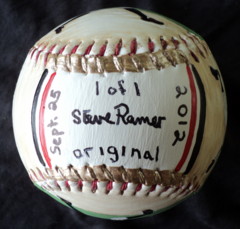 Sept. 25
1 of 1
Steve Ramer
original
2012